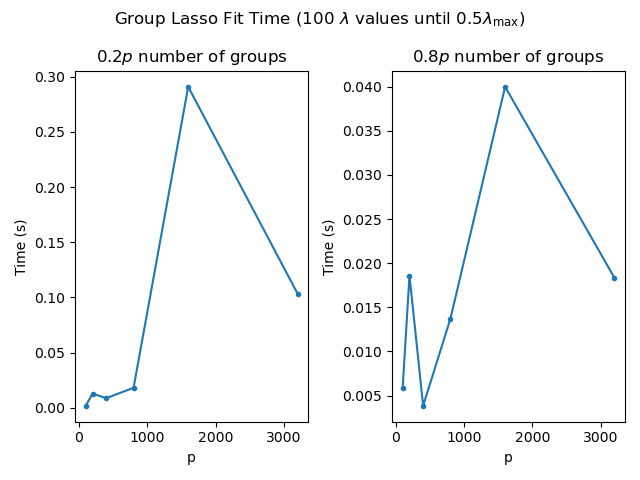 Group Lasso Fit Time (100 λ values until 0.5λmax)
0.2p number of groups
0.30
0.25
0.20
0.15
0.10
0.05
0.00
Time (s)
0 1000 2000 3000
p
0.8p number of groups
0.040
0.035
0.030
0.025
0.020
0.015
0.010
0.005
Time (s)
0 1000 2000 3000
p